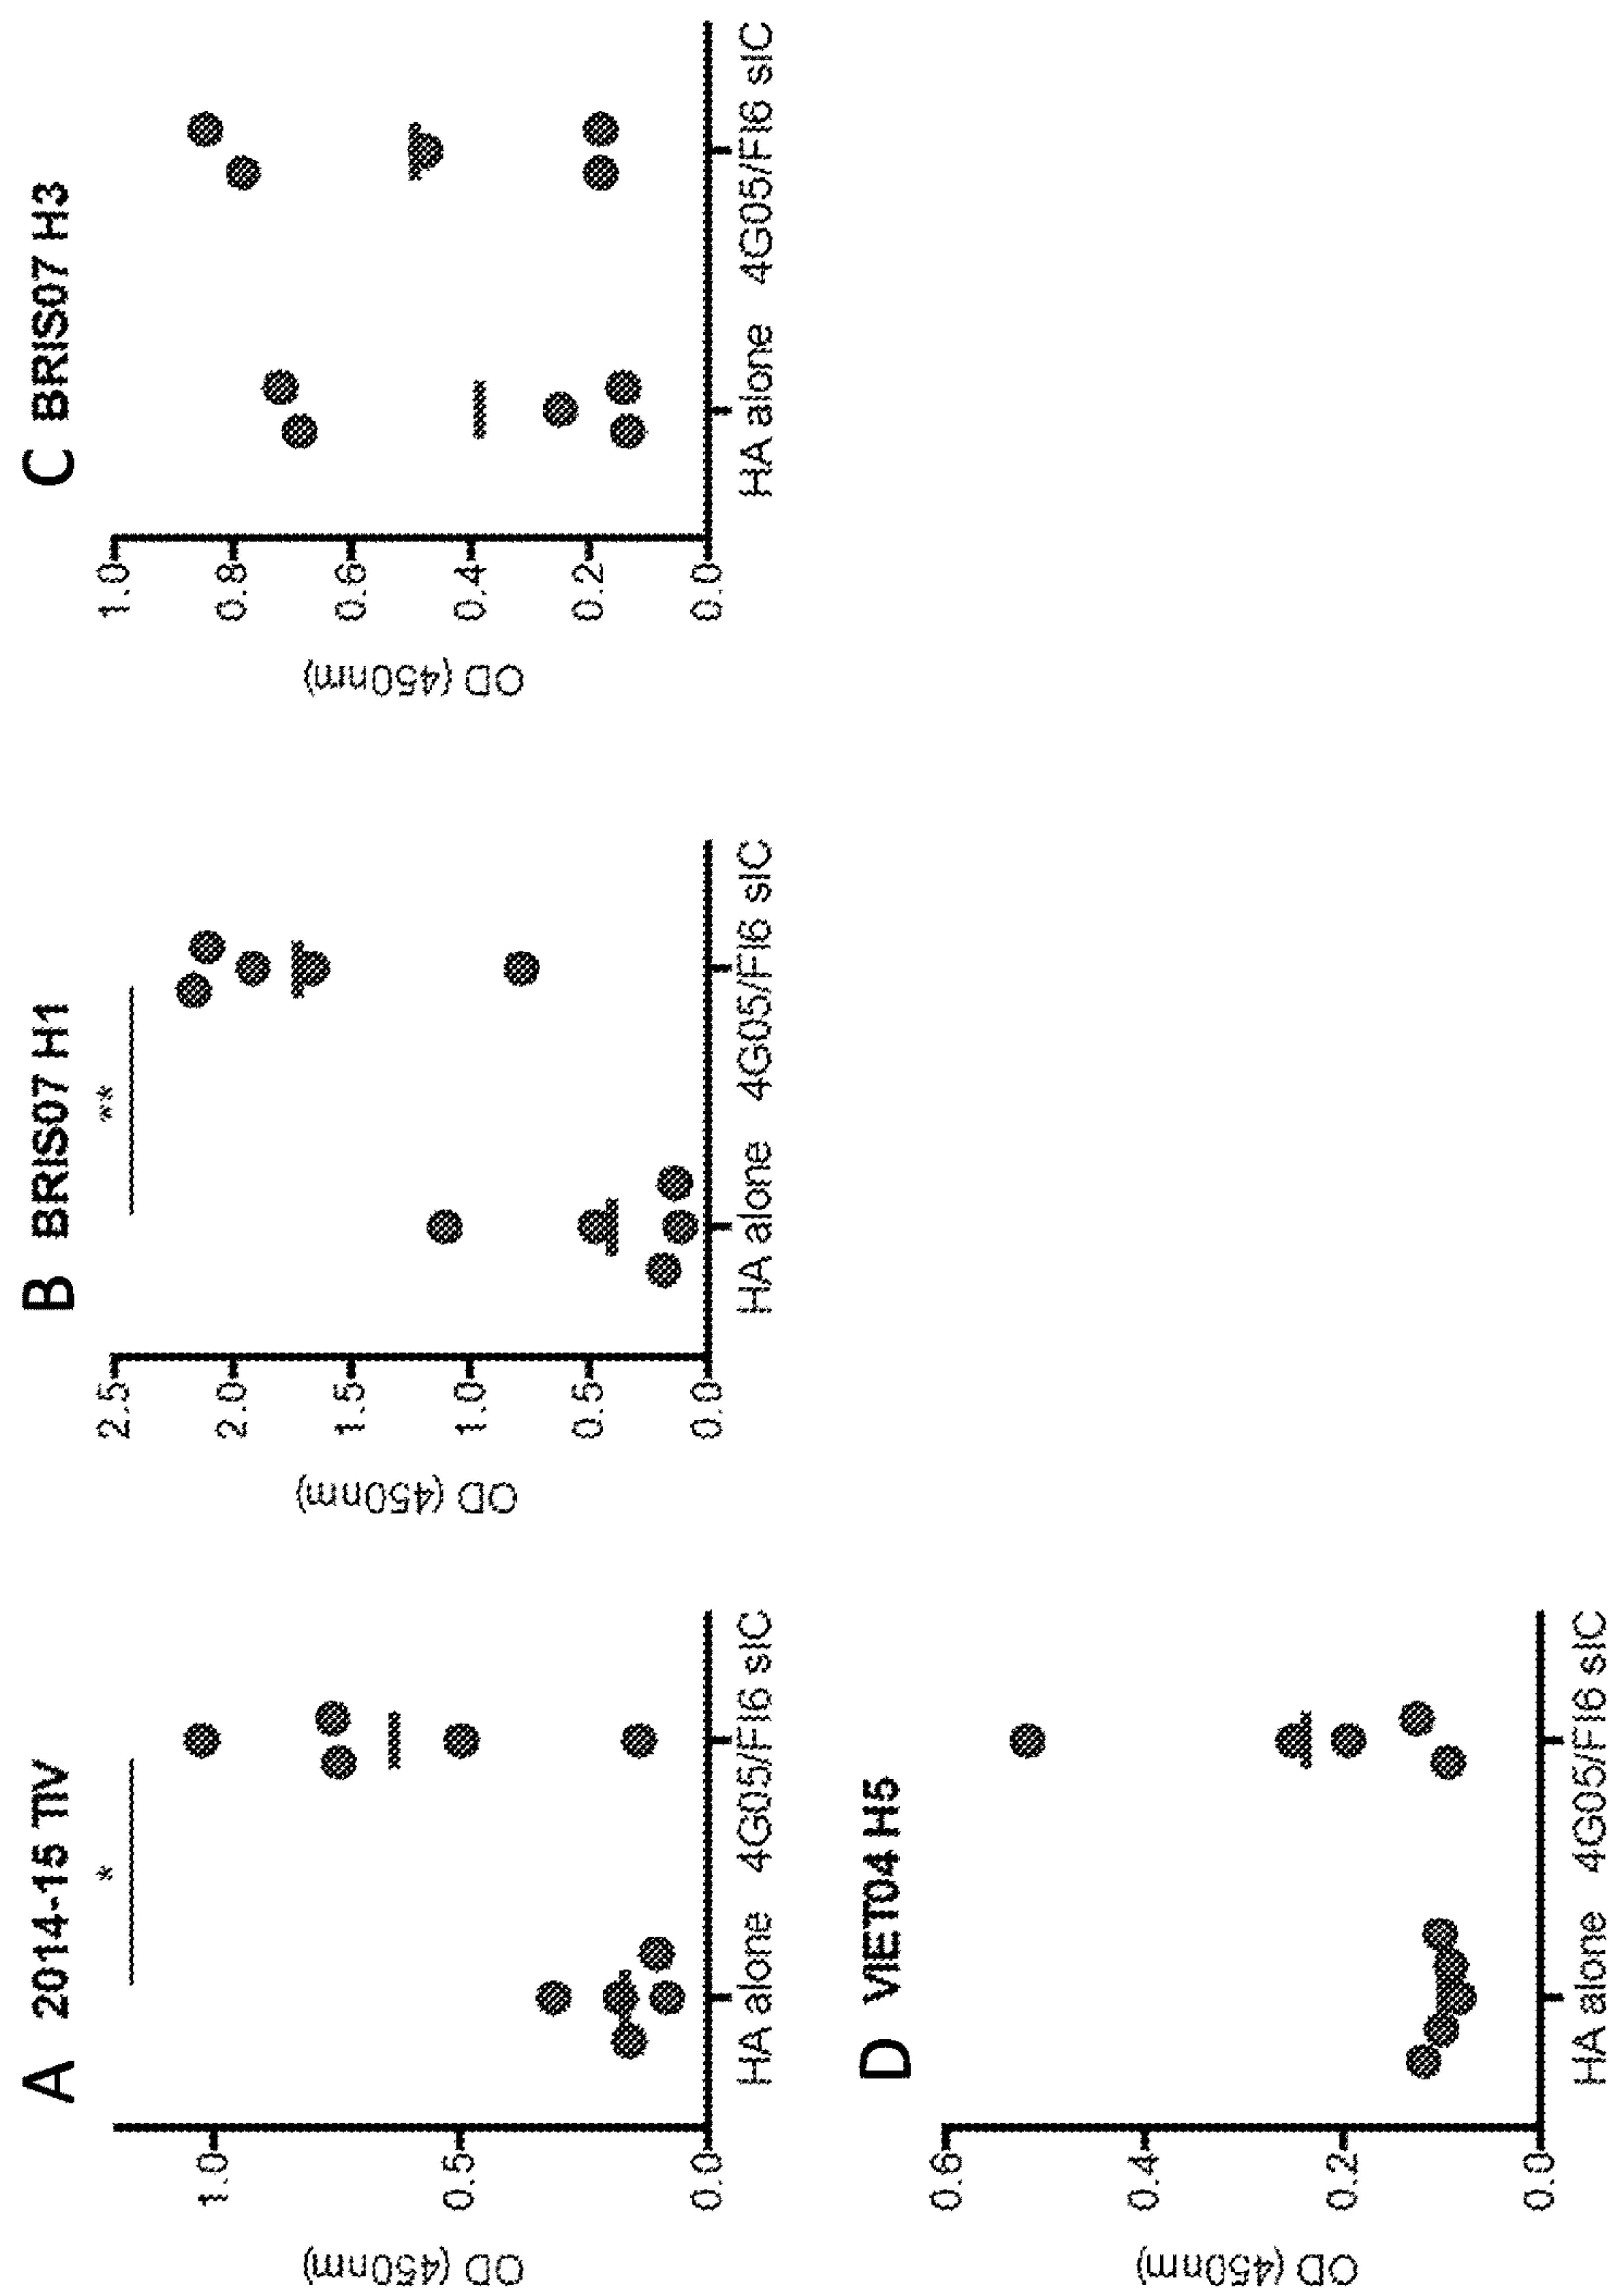 A 2014-15 TIV
*
OD (450nm)
1.0
0.5
0.0
HA alone 4G05/FI6 sIC
B BRIS07 H1
**
OD (450nm)
2.5
2.0
1.5
1.0
0.5
0.0
HA alone 4G05/FI6 sIC
C BRIS07 H3
OD (450nm)
1.0
0.8
0.6
0.4
0.2
0.0
HA alone 4G05/FI6 sIC
D VIET04 H5
OD (450nm)
0.6
0.4
0.2
0.0
HA alone 4G05/FI6 sIC